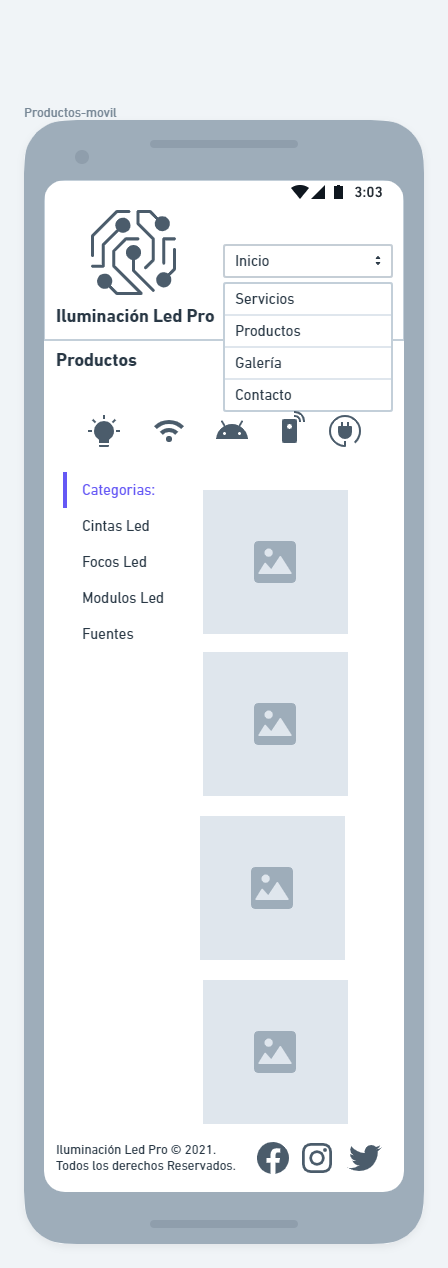 Productos-movil
3:03
Iluminación Led Pro
Inicio
Servicios
Productos
Galería
Contacto
Productos
Categorias:
Cintas Led
Focos Led
Modulos Led
Fuentes
Iluminación Led Pro © 2021.
Todos los derechos Reservados.